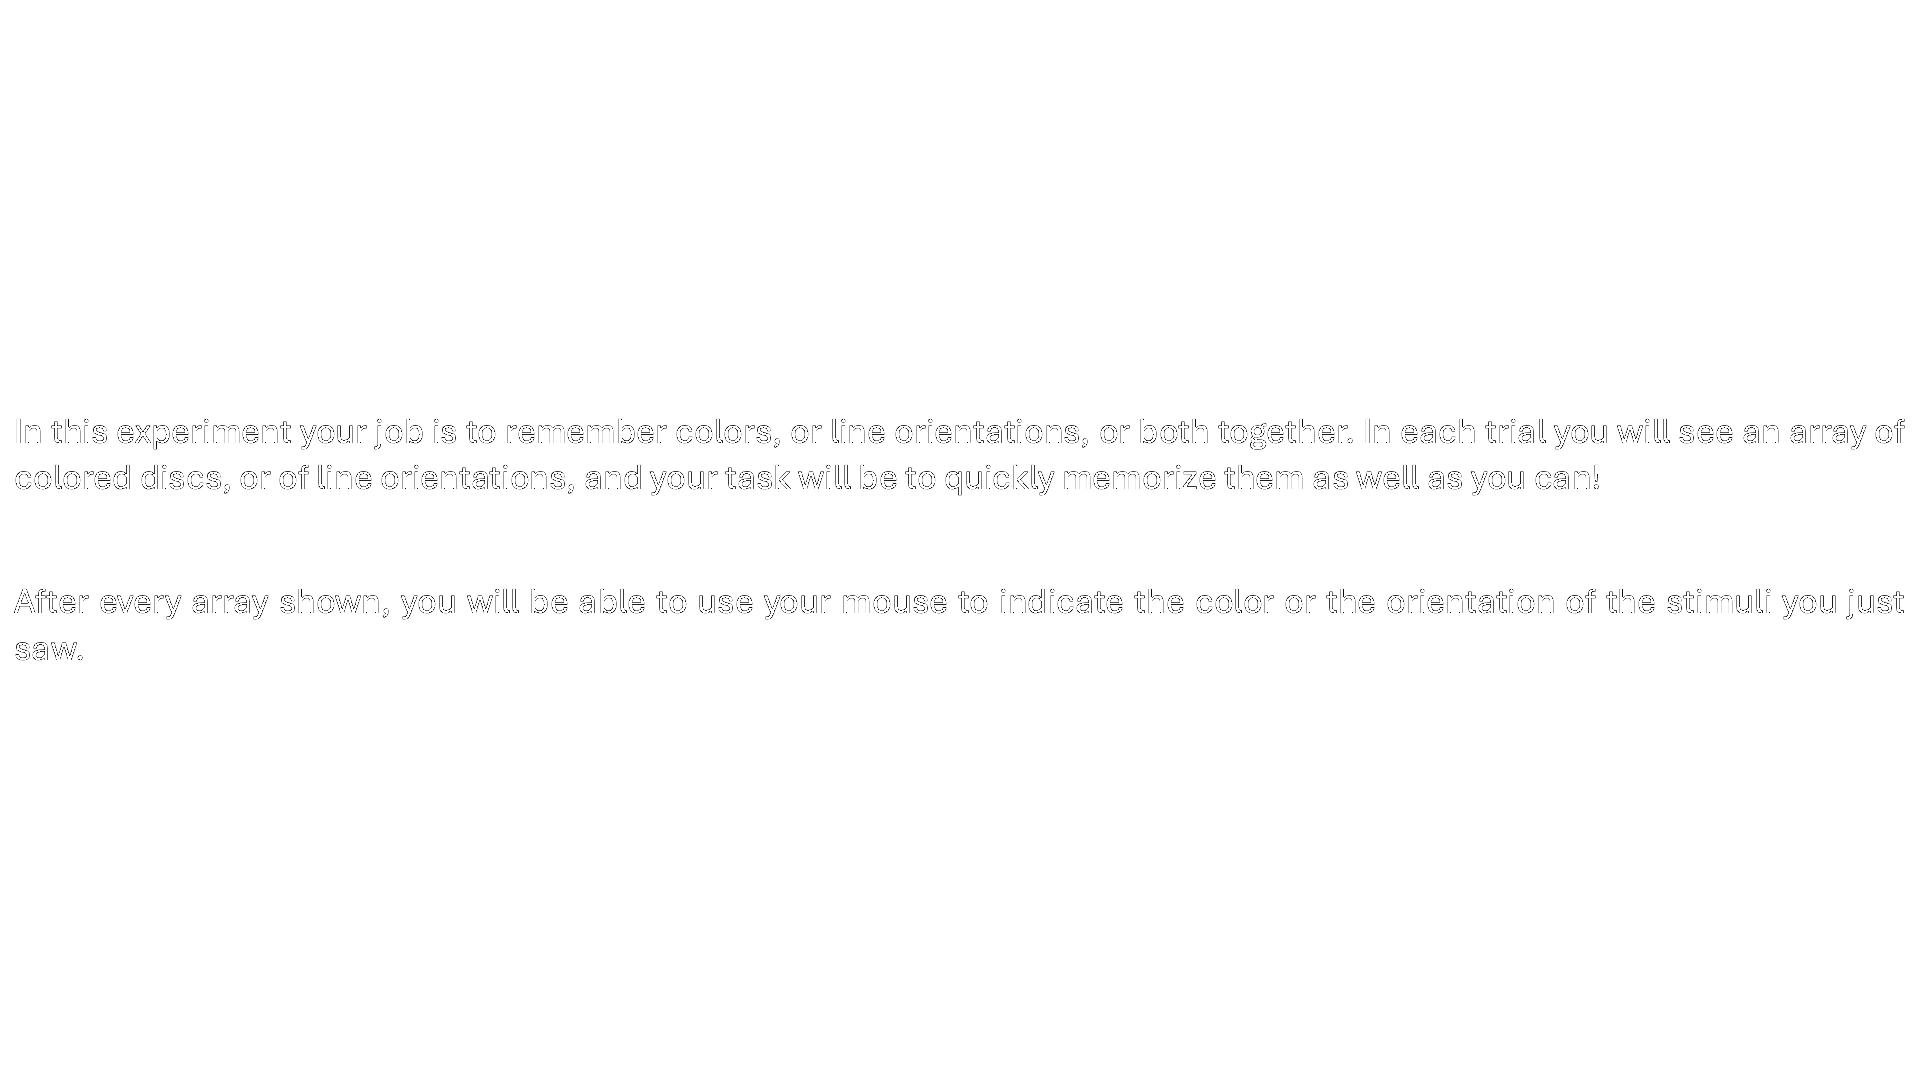 In this experiment your job is to remember colors, or line orientations, or both together. In each trial you will see an array of
colored discs, or of line orientations, and your task will be to quickly memorize them as well as you can!
After every array shown, you will be able to use your mouse to indicate the color or the orientation of the stimuli you just
saw.